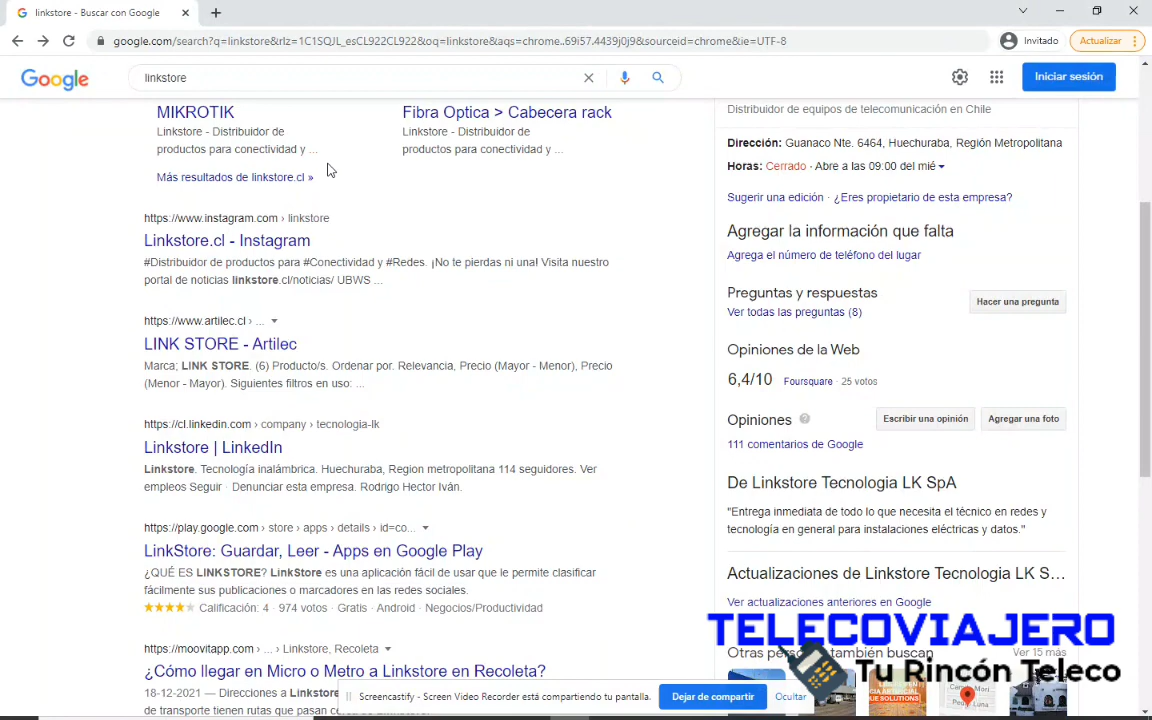 linkstore - Buscar con Google
google.com/search?q=linkstore&rlz=1C1SQJL_esCL922CL922&oq=linkstore&aqs=chrome..69i57.4439j0j9&sourceid=chrome&ie=UTF-8
Invitado
Actualizar
Google
linkstore
Iniciar sesión
MIKROTIK
Linkstore - Distribuidor de
productos para conectividad y ...
Fibra Optica > Cabecera rack
Linkstore - Distribuidor de
productos para conectividad y ...
Más resultados de linkstore.cl »
https://www.instagram.com › linkstore
Linkstore.cl - Instagram
#Distribuidor de productos para #Conectividad y #Redes. ¡No te pierdas ni una! Visita nuestro
portal de noticias linkstore.cl/noticias/ UBWS ...
https://www.artilec.cl › ...
LINK STORE - Artilec
Marca; LINK STORE. (6) Producto/s. Ordenar por. Relevancia, Precio (Mayor - Menor), Precio
(Menor - Mayor). Siguientes filtros en uso: ...
https://cl.linkedin.com › company › tecnologia-lk
Linkstore | LinkedIn
Linkstore. Tecnología inalámbrica. Huechuraba, Region metropolitana 114 seguidores. Ver
empleos Seguir · Denunciar esta empresa. Rodrigo Hector Iván.
https://play.google.com › store › apps › details › id=co...
LinkStore: Guardar, Leer - Apps en Google Play
¿QUÉ ES LINKSTORE? LinkStore es una aplicación fácil de usar que le permite clasificar
fácilmente sus publicaciones o marcadores en las redes sociales.
Calificación: 4 · 974 votos · Gratis · Android · Negocios/Productividad
https://moovitapp.com › ... › Linkstore, Recoleta
¿Cómo llegar en Micro o Metro a Linkstore en Recoleta?
18-12-2021 — Direcciones a Linkstore
de transporte tienen rutas que pasan
Distribuidor de equipos de telecomunicación en Chile
Dirección: Guanaco Nte. 6464, Huechuraba, Región Metropolitana
Horas: Cerrado · Abre a las 09:00 del mié
Sugerir una edición · ¿Eres propietario de esta empresa?
Agregar la información que falta
Agrega el número de teléfono del lugar
Preguntas y respuestas
Ver todas las preguntas (8)
Hacer una pregunta
Opiniones de la Web
6,4/10 Foursquare · 25 votos
Opiniones
Escribir una opinión
Agregar una foto
111 comentarios de Google
De Linkstore Tecnologia LK SpA
"Entrega inmediata de todo lo que necesita el técnico en redes y
tecnología en general para instalaciones eléctricas y datos."
Actualizaciones de Linkstore Tecnologia LK S...
Ver actualizaciones anteriores en Google
TELECOVIAJERO
Otras también buscan
Ver 15 más
Tu Rincón Teleco
Screencastify - Screen Video Recorder está compartiendo tu pantalla.
Dejar de compartir
Ocultar